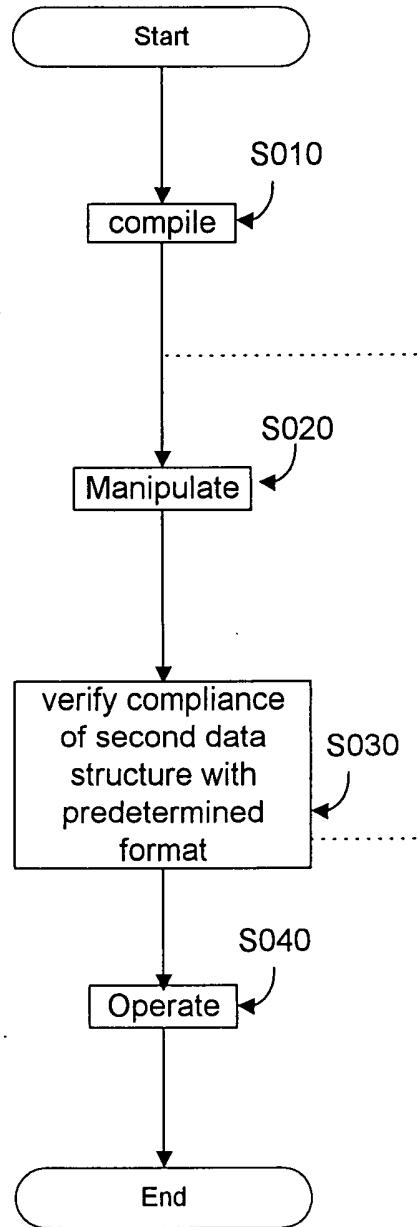 Start
S010
compile
S020
Manipulate
verify compliance
of second data
structure with
predetermined
format
S030
S040
Operate
End